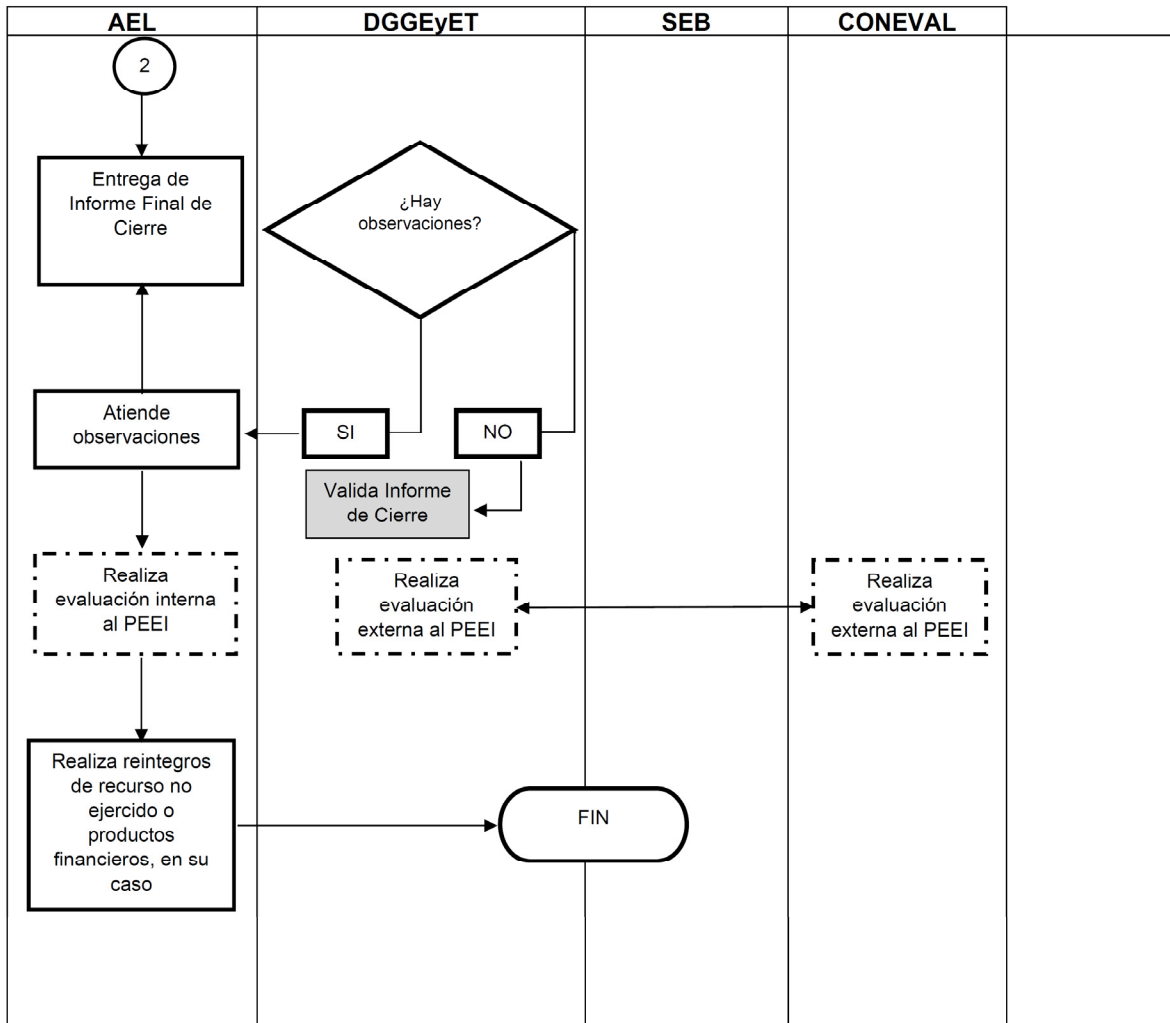 AEL
DGGEyET
SEB
CONEVAL
2
Entrega de
Informe Final de
Cierre
¿Hay
observaciones?
Atiende
observaciones
SI
NO
Valida Informe
de Cierre
Realiza
evaluación interna
al PEEI
Realiza
evaluación
externa al PEEI
Realiza
evaluación
externa al PEEI
Realiza reintegros
de recurso no
ejercido o
productos
financieros, en su
caso
FIN